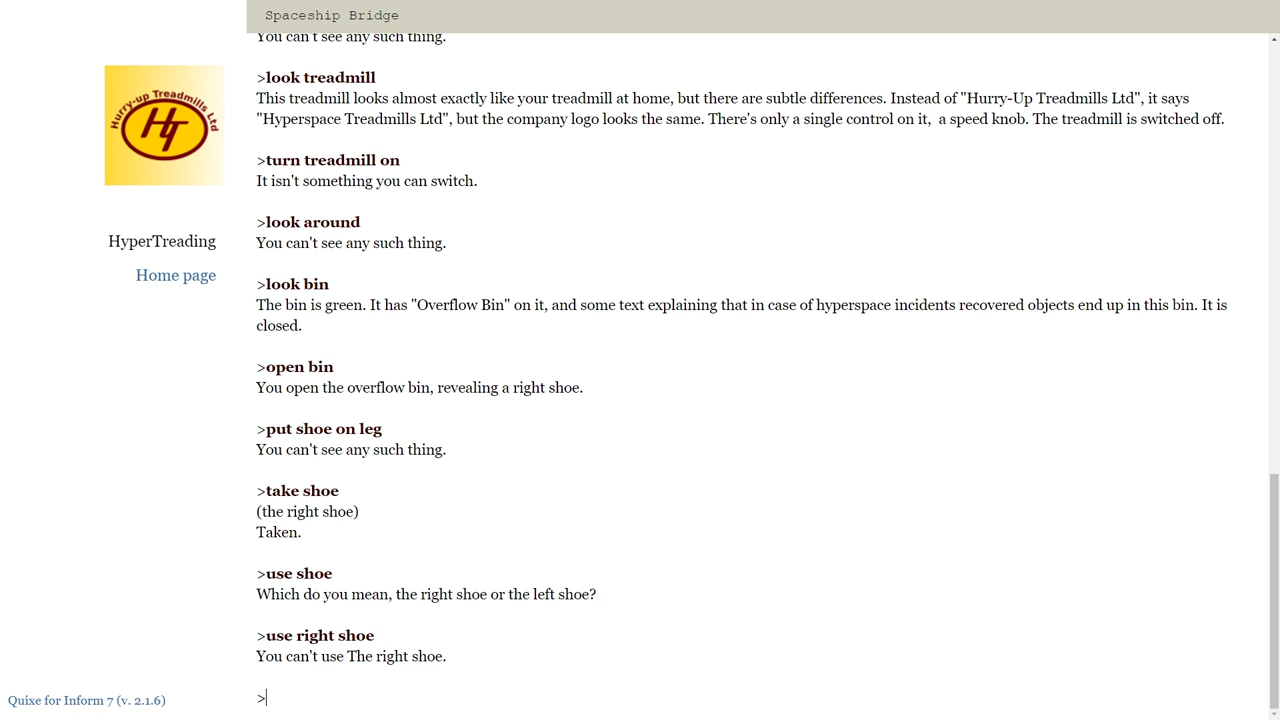 Spaceship Bridge
You can't see any such thing.
Hurry-up Treadmills Ltd
HT
HyperTreading
Home page
>look treadmill
This treadmill looks almost exactly like your treadmill at home, but there are subtle differences. Instead of "Hurry-Up Treadmills Ltd", it says
"Hyperspace Treadmills Ltd", but the company logo looks the same. There's only a single control on it,  a speed knob. The treadmill is switched off.
>turn treadmill on
It isn't something you can switch.
>look around
You can't see any such thing.
>look bin
The bin is green. It has "Overflow Bin" on it, and some text explaining that in case of hyperspace incidents recovered objects end up in this bin. It is
closed.
>open bin
You open the overflow bin, revealing a right shoe.
>put shoe on leg
You can't see any such thing.
>take shoe
(the right shoe)
Taken.
>use shoe
Which do you mean, the right shoe or the left shoe?
>use right shoe
You can't use The right shoe.
>
Quixe for Inform 7 (v. 2.1.6)